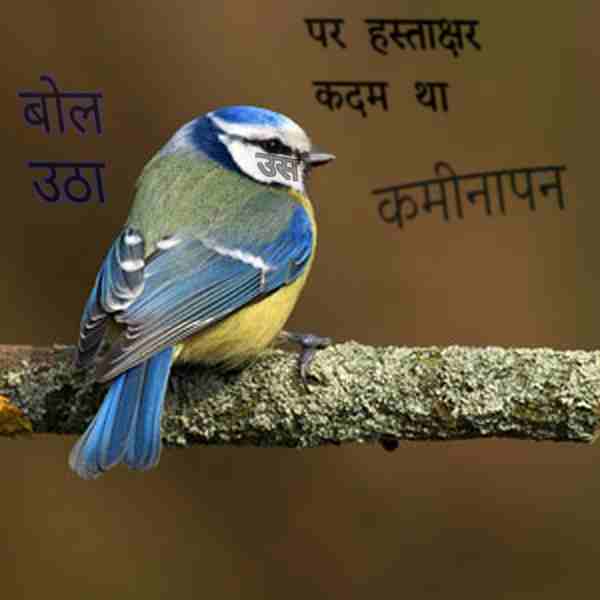 पर हस्ताक्षर
कदम था
बोल
उठा
उस
कमीनापन